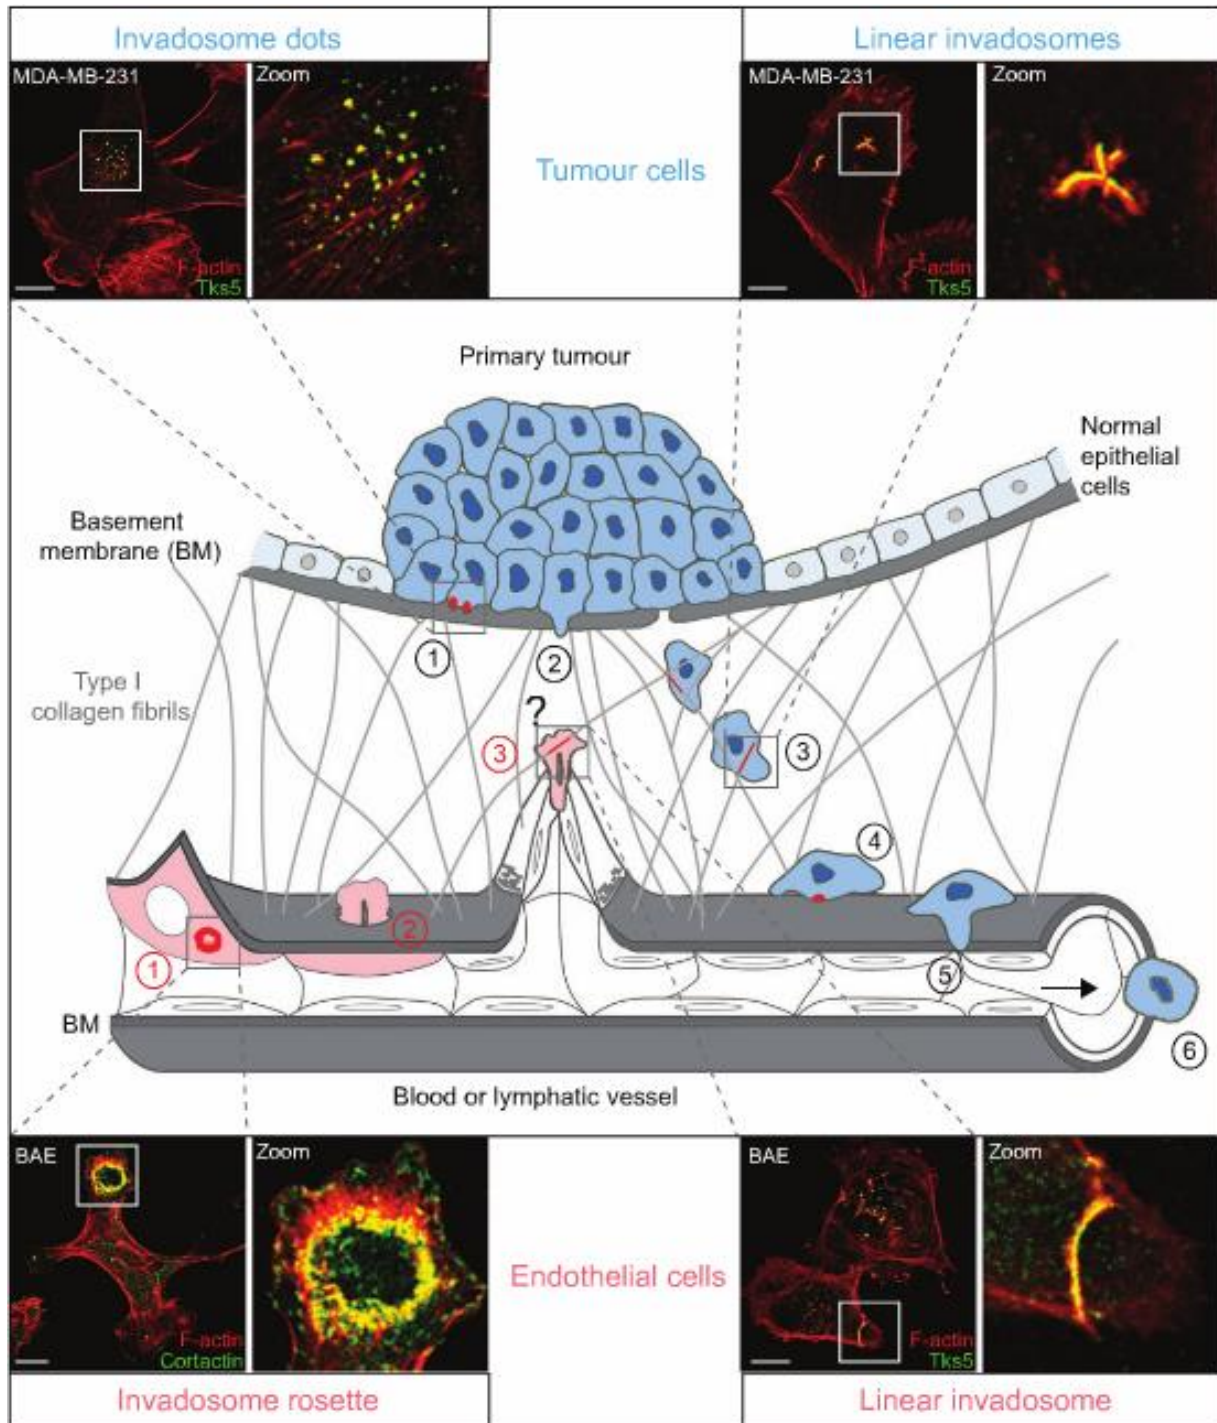 Invadosome dots
Linear invadosomes
MDA-MB-231
Zoom
F-actin
Tks5
Tumour cells
MDA-MB-231
Zoom
F-actin
Tks5
Primary tumour
Normal
epithelial
cells
Basement
membrane (BM)
1
2
Type I
collagen fibrils
?
3
3
4
2
1
5
BM
6
Blood or lymphatic vessel
BAE
Zoom
F-actin
Cortactin
Endothelial cells
BAE
Zoom
F-actin
Tks5
Invadosome rosette
Linear invadosome